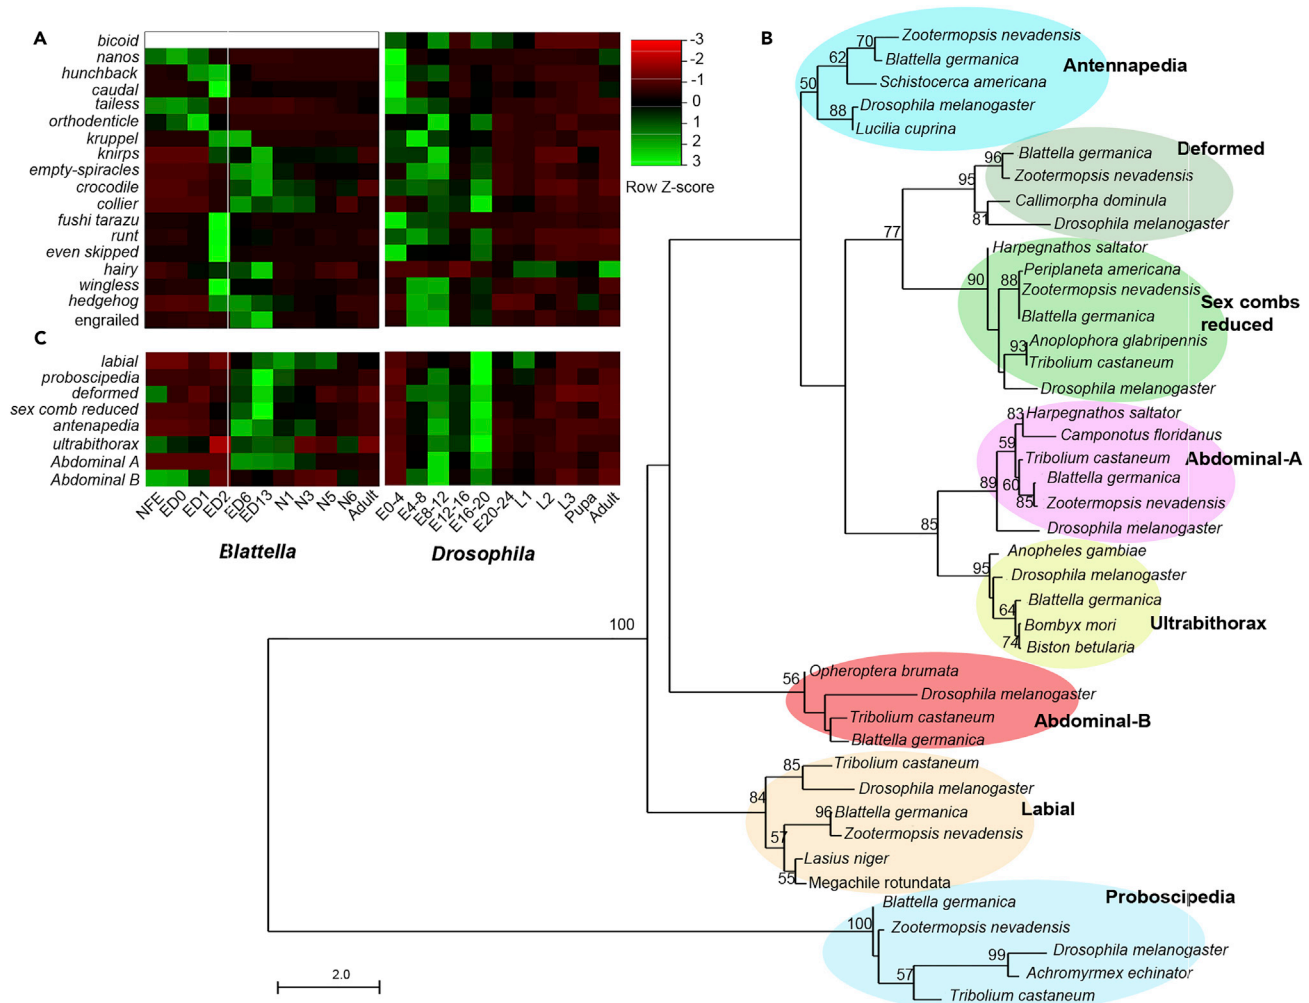 A
bicoid
nanos
hunchback
caudal
tailess
orthodenticle
kruppel
knirps
empty-spiracles
crocodile
collier
fushi tarazu
runt
even skipped
hairy
wingless
hedgehog
engrailed
-3
-2
-1
0
1
2
3
Row Z-score
C
labial
proboscipedia
deformed
sex comb reduced
antenapedia
ultrabithorax
Abdominal A
Abdominal B
NFE ED0 ED1 ED2 ED6 ED13 N1 N3 N5 N6 Adult
E0-4 E4-8 E8-12 E12-16 E16-20 E20-24 L1 L2 L3 Pupa Adult
Blattella
Drosophila
B
70 Zootermopsis nevadensis
62 Blattella germanica
Antennapedia
50 Schistocerca americana
88 Drosophila melanogaster
Lucilia cuprina
Deformed
96 Blattella germanica
95 Zootermopsis nevadensis
Callimorpha dominula
81 Drosophila melanogaster
77
Harpegnathos saltator
90 88 Periplaneta americana
Zootermopsis nevadensis
Sex combs
reduced
Blattella germanica
93 Anoplophora glabripennis
Tribolium castaneum
Drosophila melanogaster
83 Harpegnathos saltator
59 Camponotus floridanus
Tribolium castaneum
Abdominal-A
89 60 Blattella germanica
85 Zootermopsis nevadensis
85 Drosophila melanogaster
Anopheles gambiae
95 Drosophila melanogaster
64 Blattella germanica
Bombyx mori
Ultrabithorax
74 Biston betularia
100
56 Opheroptera brumata
Drosophila melanogaster
Tribolium castaneum
Abdominal-B
Blattella germanica
85 Tribolium castaneum
84 Drosophila melanogaster
96 Blattella germanica
Labial
57 Zootermopsis nevadensis
Lasius niger
55 Megachile rotundata
Proboscipedia
Blattella germanica
100 Zootermopsis nevadensis
99 Drosophila melanogaster
57 Achromyrmex echinator
Tribolium castaneum
2.0